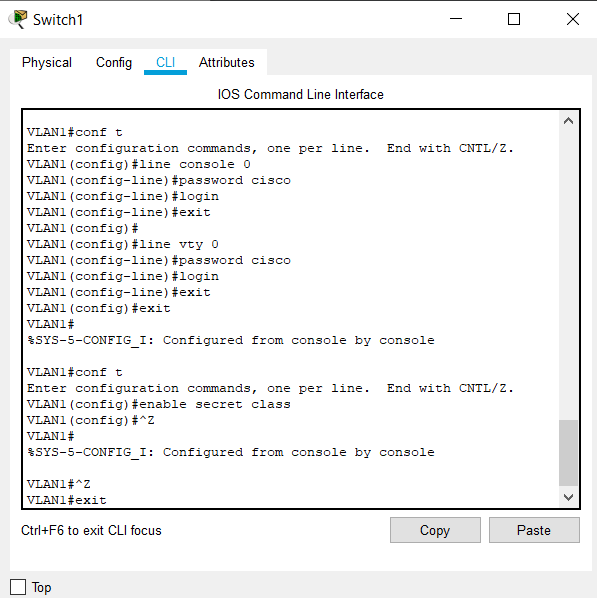 Switch1
Physical Config CLI Attributes
IOS Command Line Interface
VLAN1#conf t
Enter configuration commands, one per line.  End with CNTL/Z.
VLAN1(config)#line console 0
VLAN1(config-line)#password cisco
VLAN1(config-line)#login
VLAN1(config-line)#exit
VLAN1(config)#
VLAN1(config)#line vty 0
VLAN1(config-line)#password cisco
VLAN1(config-line)#login
VLAN1(config-line)#exit
VLAN1(config)#exit
VLAN1#
%SYS-5-CONFIG_I: Configured from console by console
VLAN1#conf t
Enter configuration commands, one per line.  End with CNTL/Z.
VLAN1(config)#enable secret class
VLAN1(config)#^Z
VLAN1#
%SYS-5-CONFIG_I: Configured from console by console
VLAN1#^Z
VLAN1#exit
Ctrl+F6 to exit CLI focus Copy Paste
Top